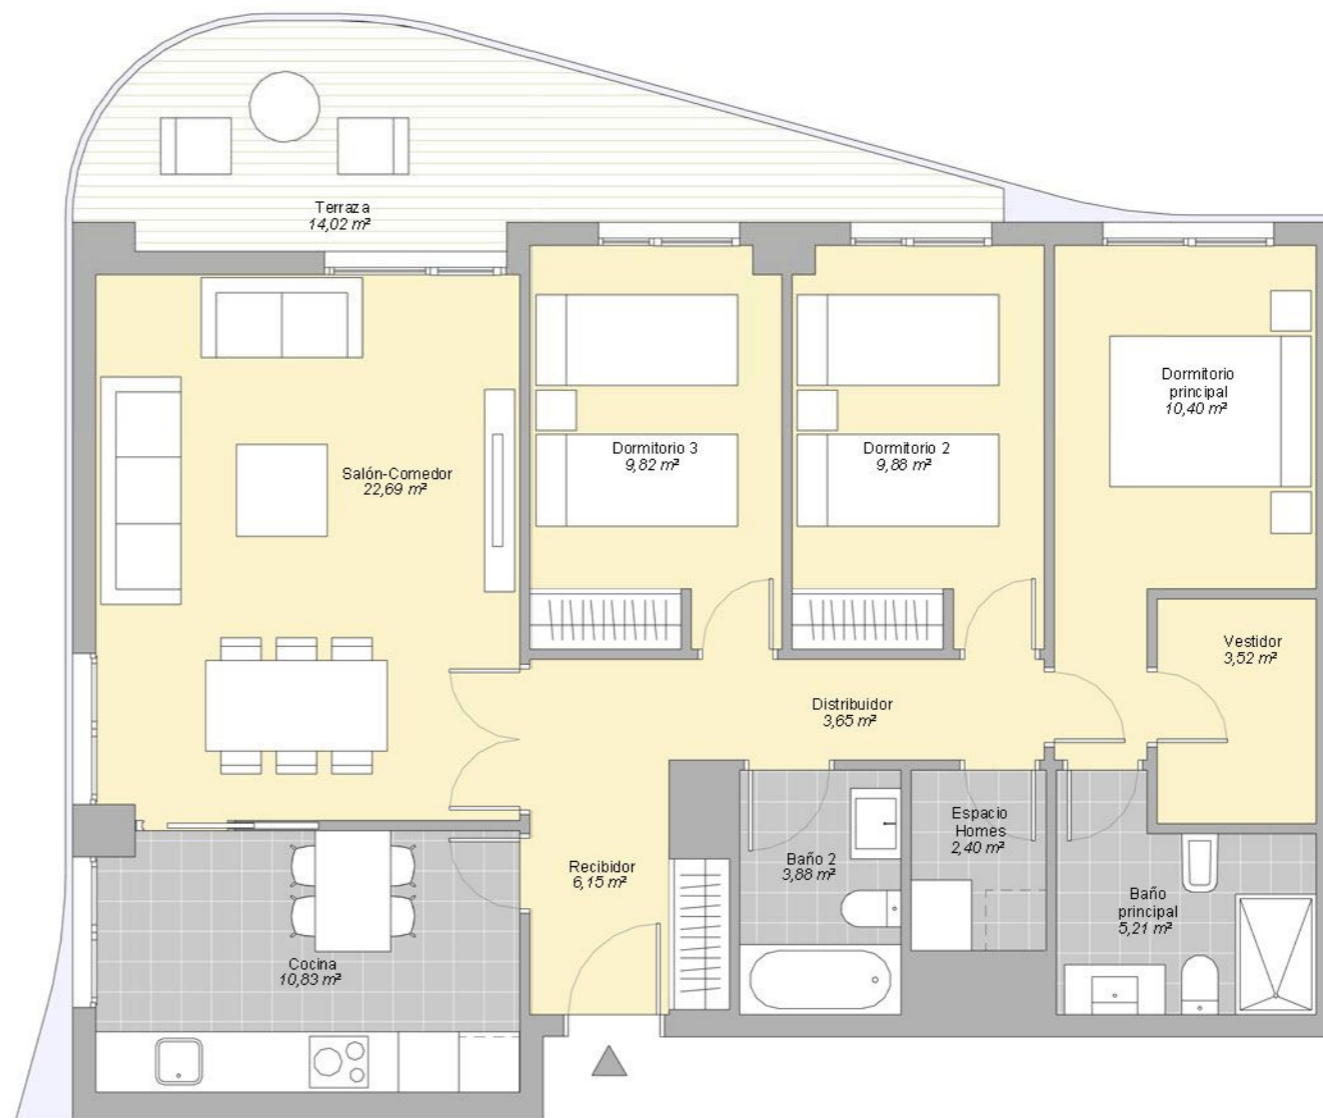 Terraza
14,02 m²
Dormitorio
principal
10,40 m²
Dormitorio 3
9,82 m²
Dormitorio 2
9,88 m²
Salón-Comedor
22,69 m²
Vestidor
3,52 m²
Distribuidor
3,65 m²
Espacio
Homes
2,40 m²
Baño 2
3,88 m²
Recibidor
6,15 m²
Baño
principal
5,21 m²
Cocina
10,83 m²